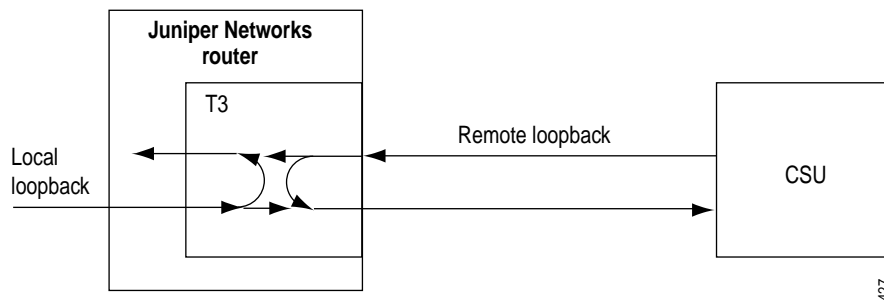 Juniper Networks
router
T3
Remote loopback
Local
loopback
CSU